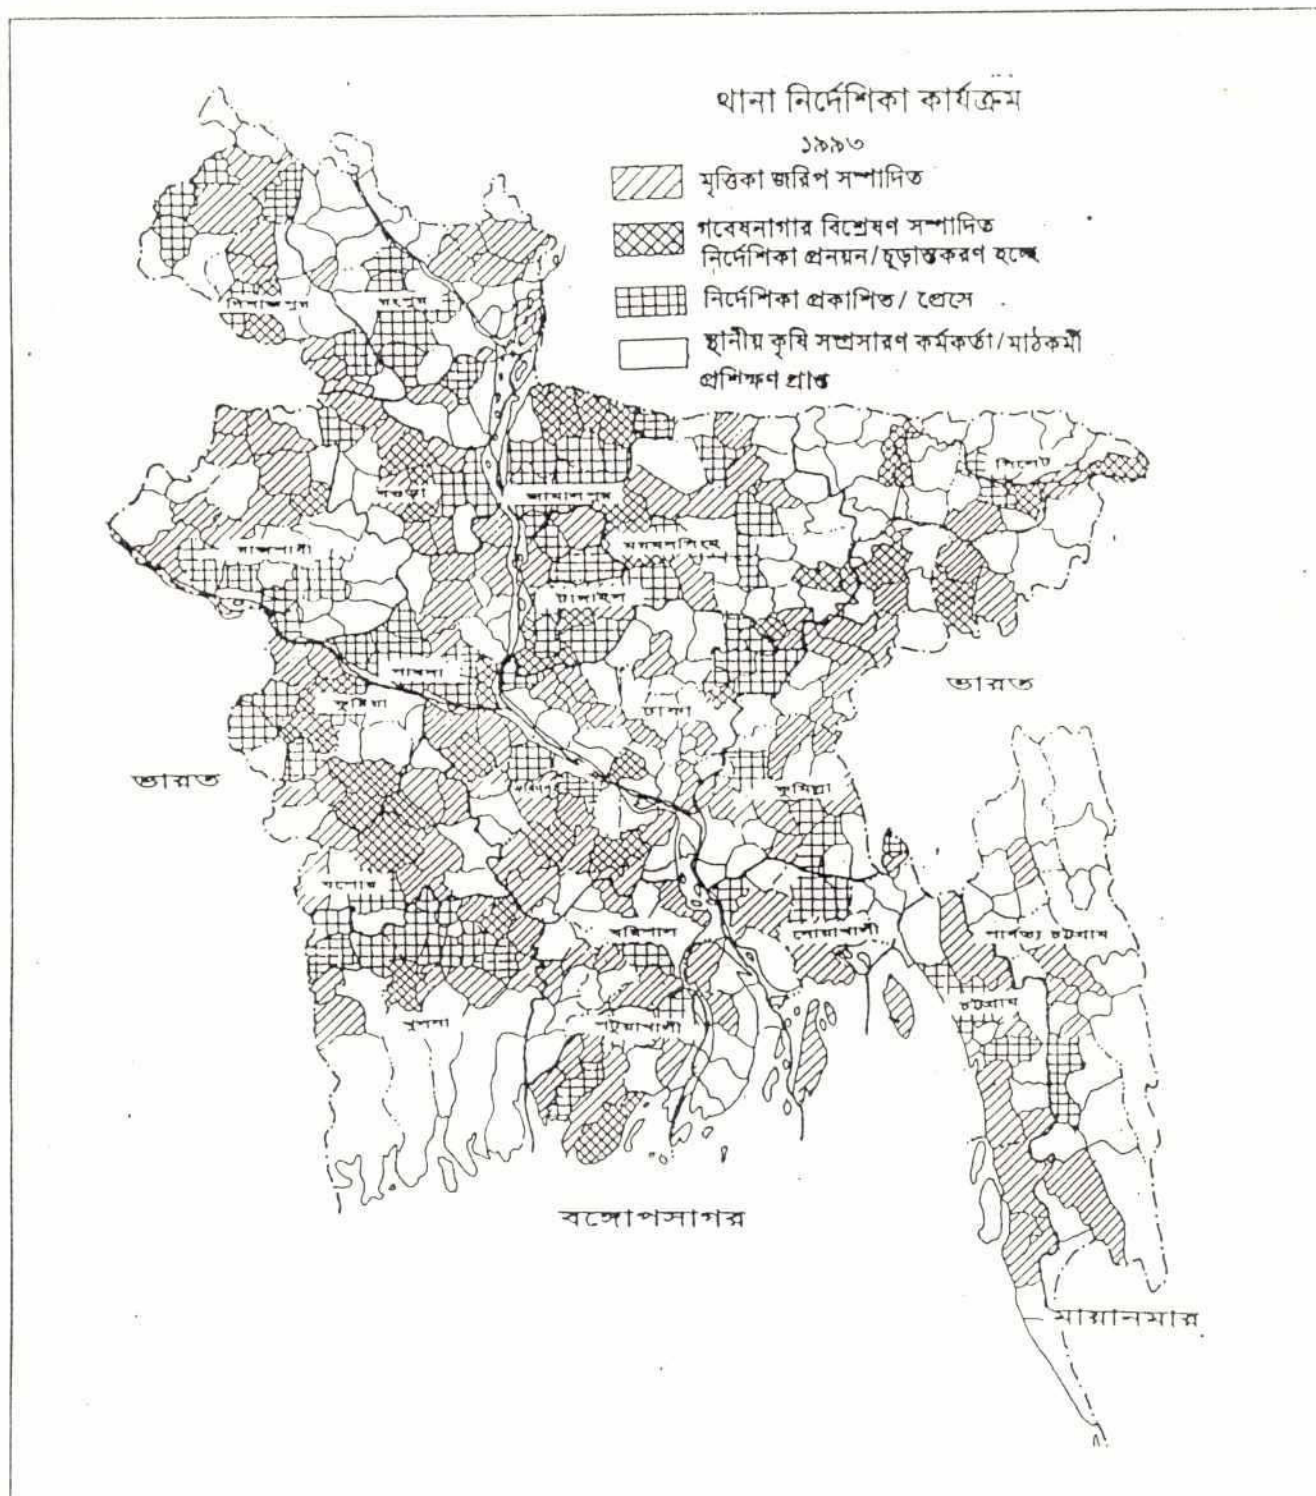 থানা নির্দেশিকা কার্যক্রম
১৯৯৩
মৃত্তিকা জরিপ সম্পাদিত
গবেষনাগার বিশ্লেষণ সম্পাদিত
নির্দেশিকা প্রনয়ন/চূড়ান্তকরণ হচ্ছে
নির্দেশিকা প্রকাশিত/প্রেসে
স্থানীয় কৃষি সম্প্রসারণ কর্মকর্তা/মাঠকর্মী
প্রশিক্ষণ প্রাপ্ত
দিনাজপুর
রংপুর
সিলেট
বগুড়া
জামালপুর
রাজশাহী
ময়মনসিংহ
টাঙ্গাইল
পাবনা
ভারত
কুষ্টিয়া
ঢাকা
ভারত
ফরিদপুর
কুমিল্লা
যশোর
বরিশাল
নোয়াখালী
পার্বত্য চট্টগ্রাম
চট্টগ্রাম
খুলনা
পটুয়াখালী
বঙ্গোপসাগর
মায়ানমার